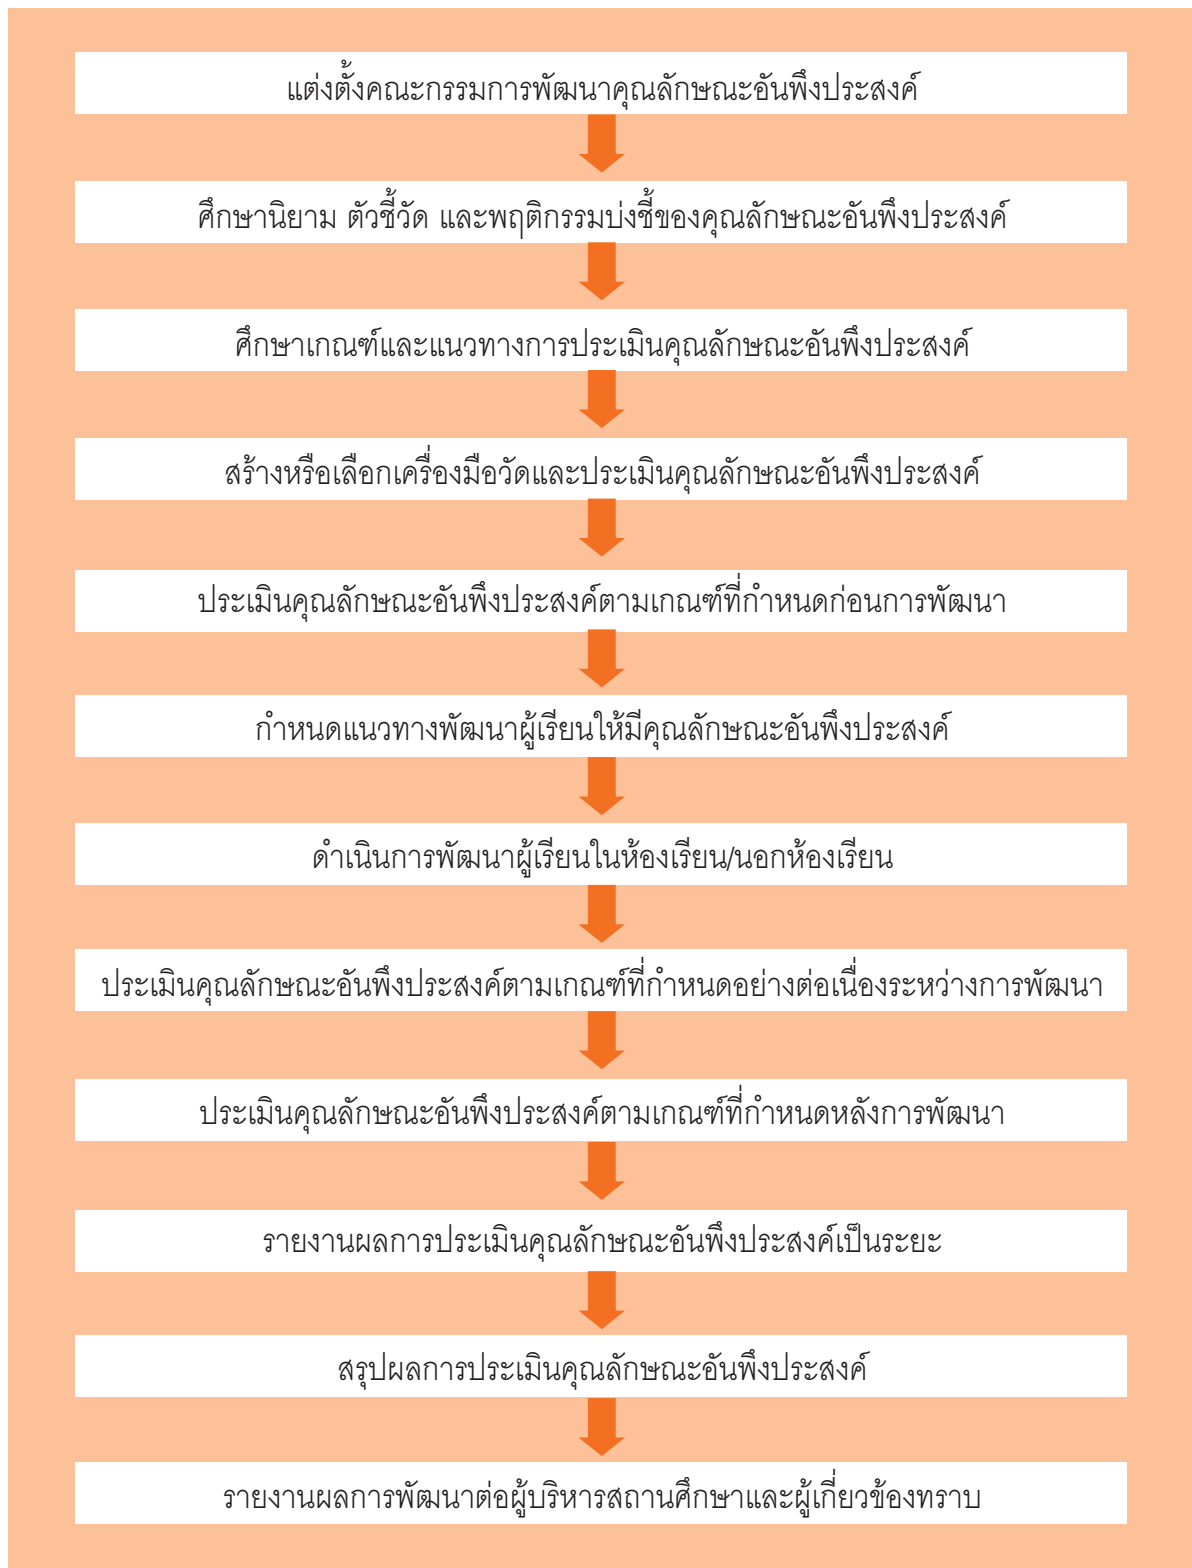 แต่งตั้งคณะกรรมการพัฒนาคุณลักษณะอันพึงประสงค์
ศึกษานิยาม ตัวชี้วัด และพฤติกรรมบ่งชี้ของคุณลักษณะอันพึงประสงค์
ศึกษาเกณฑ์และแนวทางการประเมินคุณลักษณะอันพึงประสงค์
สร้างหรือเลือกเครื่องมือวัดและประเมินคุณลักษณะอันพึงประสงค์
ประเมินคุณลักษณะอันพึงประสงค์ตามเกณฑ์ที่กำหนดก่อนการพัฒนา
กำหนดแนวทางพัฒนาผู้เรียนให้มีคุณลักษณะอันพึงประสงค์
ดำเนินการพัฒนาผู้เรียนในห้องเรียน/นอกห้องเรียน
ประเมินคุณลักษณะอันพึงประสงค์ตามเกณฑ์ที่กำหนดอย่างต่อเนื่องระหว่างการพัฒนา
ประเมินคุณลักษณะอันพึงประสงค์ตามเกณฑ์ที่กำหนดหลังการพัฒนา
รายงานผลการประเมินคุณลักษณะอันพึงประสงค์เป็นระยะ
สรุปผลการประเมินคุณลักษณะอันพึงประสงค์
รายงานผลการพัฒนาต่อผู้บริหารสถานศึกษาและผู้เกี่ยวข้องทราบ